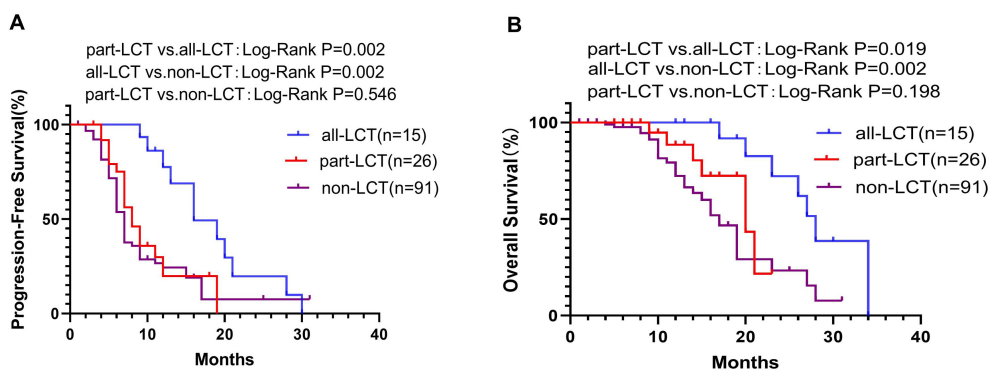 A
part-LCT vs.all-LCT:Log-Rank P=0.002
all-LCT vs.non-LCT:Log-Rank P=0.002
part-LCT vs.non-LCT:Log-Rank P=0.546
Progression-Free Survival(%)
100
50
0
all-LCT(n=15)
part-LCT(n=26)
non-LCT(n=91)
0 10 20 30 40
Months
B
part-LCT vs.all-LCT:Log-Rank P=0.019
all-LCT vs.non-LCT:Log-Rank P=0.002
part-LCT vs.non-LCT:Log-Rank P=0.198
Overall Survival(%)
100
50
0
all-LCT(n=15)
part-LCT(n=26)
non-LCT(n=91)
0 10 20 30 40
Months